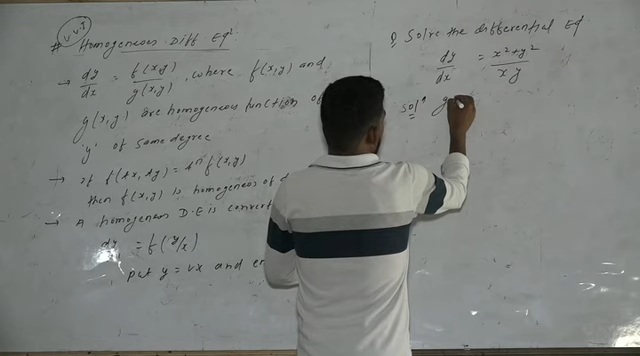 V.V.I
# Homogeneous Diff Eqⁿ
→ dy/dx = f(x,y)/g(x,y), where f(x,y) and
g(x,y) are homogeneous function of
y of same degree
→ If f(λx, λy) = λⁿ f(x,y)
then f(x,y) is homogeneous of d
→ A homogeneous D.E is convert
dy = f(y/x)
put y = vx and
Q, Solve the differential Eq
dy/dx = x²+y²/xy
solⁿ g